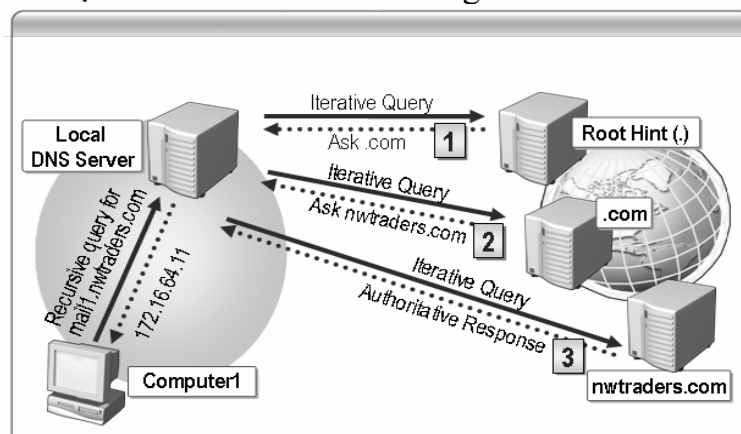 Iterative Query
Ask .com
1
Local
DNS Server
Root Hint (.)
Iterative Query
Ask nwtraders.com
2
.com
Recursive query for
mail1.nwtraders.com
172.16.64.11
Iterative Query
Authoritative Response
3
Computer1
nwtraders.com